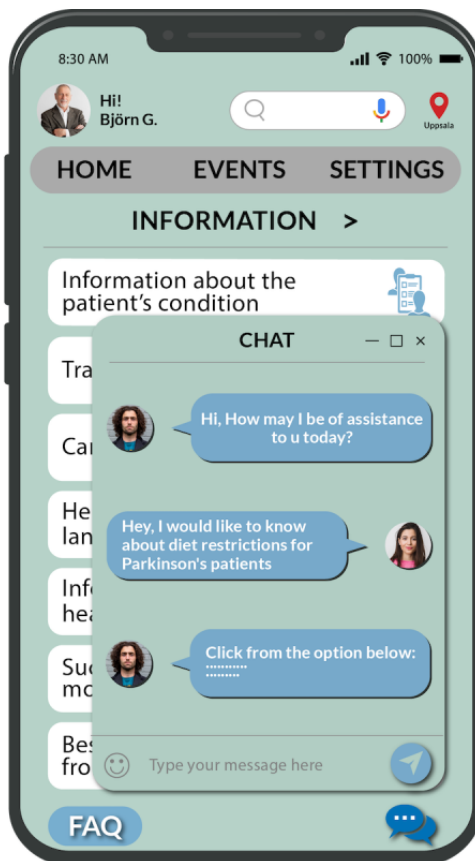 8:30 AM
100%
Hi!
Björn G.
Uppsala
HOME EVENTS SETTINGS
INFORMATION >
Information about the
patient's condition
CHAT
Tra
Hi, How may I be of assistance
to u today?
Car
He
lan
Hey, I would like to know
about diet restrictions for
Parkinson's patients
Inf
hea
Click from the option below:
Suc
mo
Bes
fro
Type your message here
FAQ